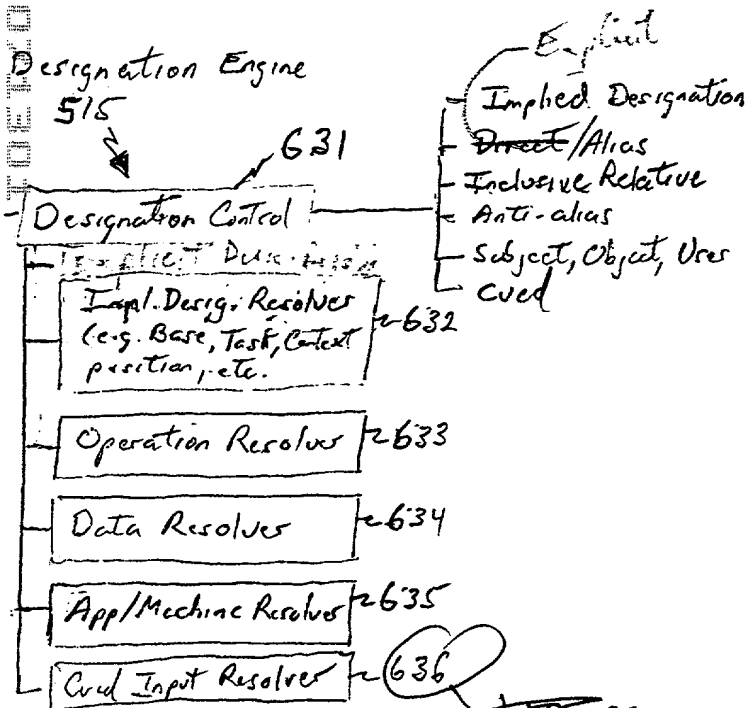 Designation Engine
515
631
Designation Control
Impl. Desig. Resolver
(e.g. Base, Task, Context
position, etc.
632
Operation Resolver
633
Data Resolver
634
App/Machine Resolver
635
Cued Input Resolver
636
Explicit
Implied Designation
Direct/Alias
Inclusive Relative
Anti-alias
Subject, Object, User
Cued